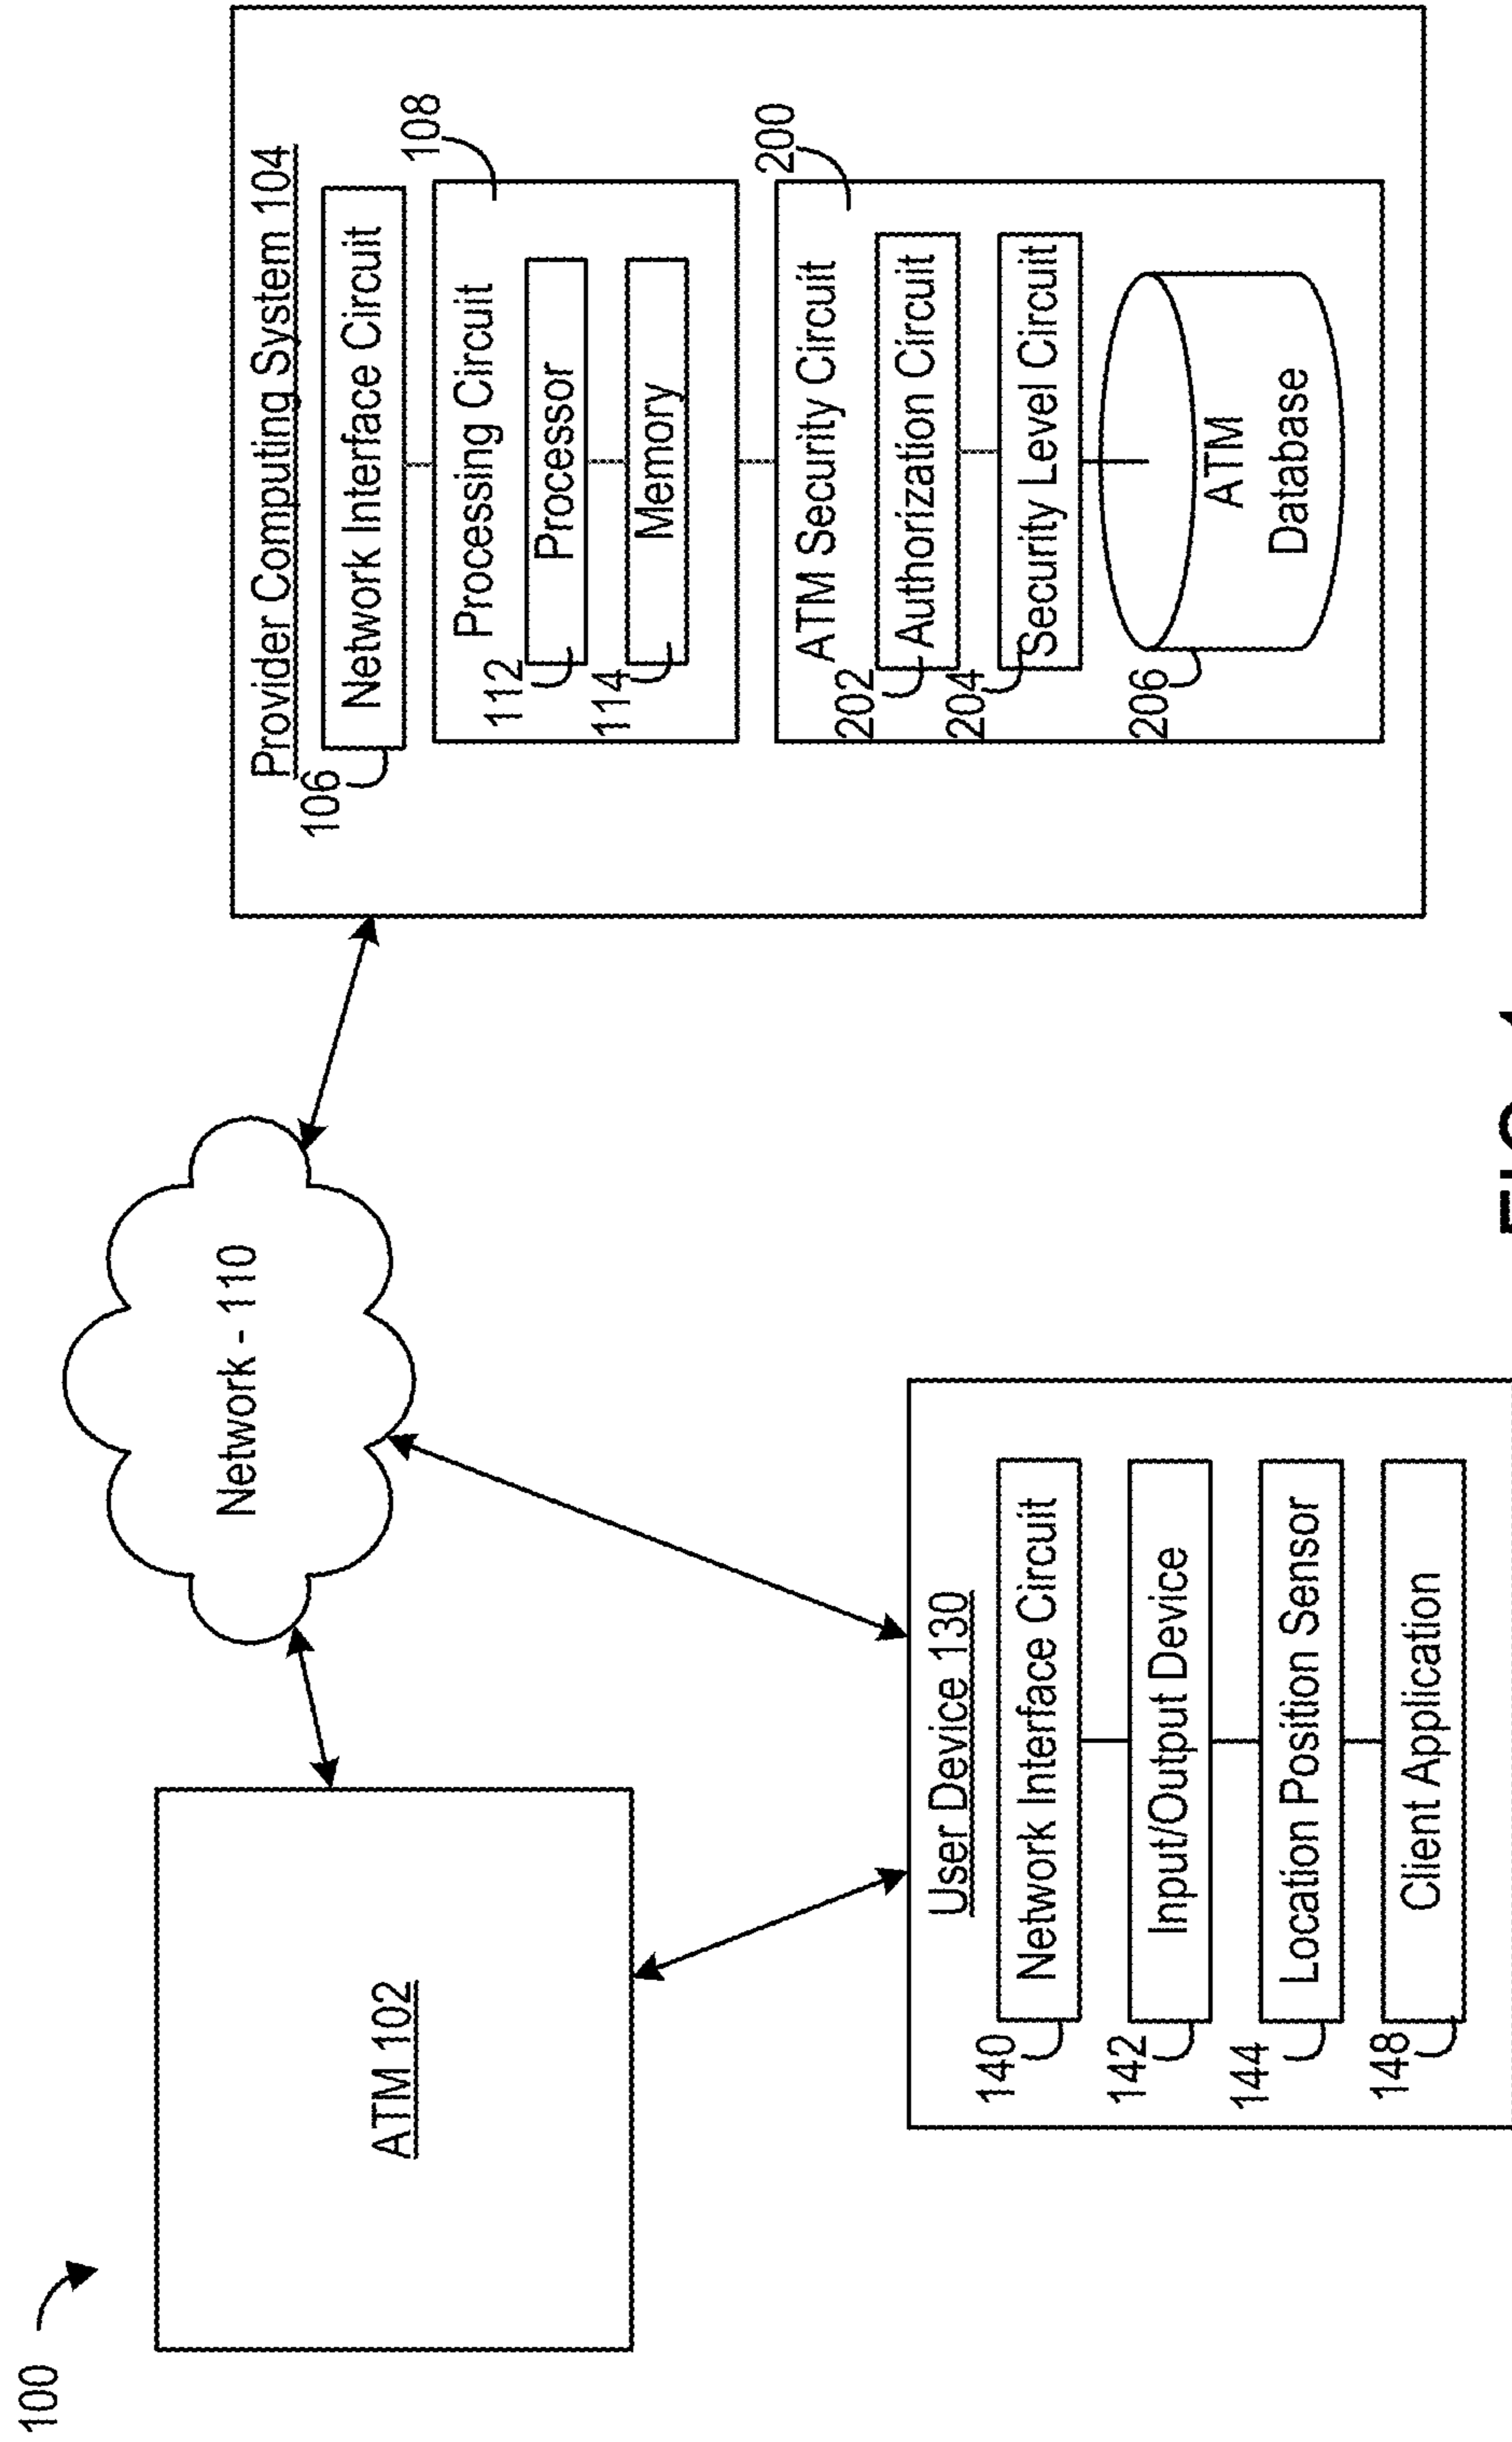 100
ATM 102
Network - 110
User Device 130
140
Network Interface Circuit
142
Input/Output Device
144
Location Position Sensor
148
Client Application
Provider Computing System 104
106
Network Interface Circuit
108
Processing Circuit
112
Processor
114
Memory
200
ATM Security Circuit
202
Authorization Circuit
204
Security Level Circuit
206
ATM
Database